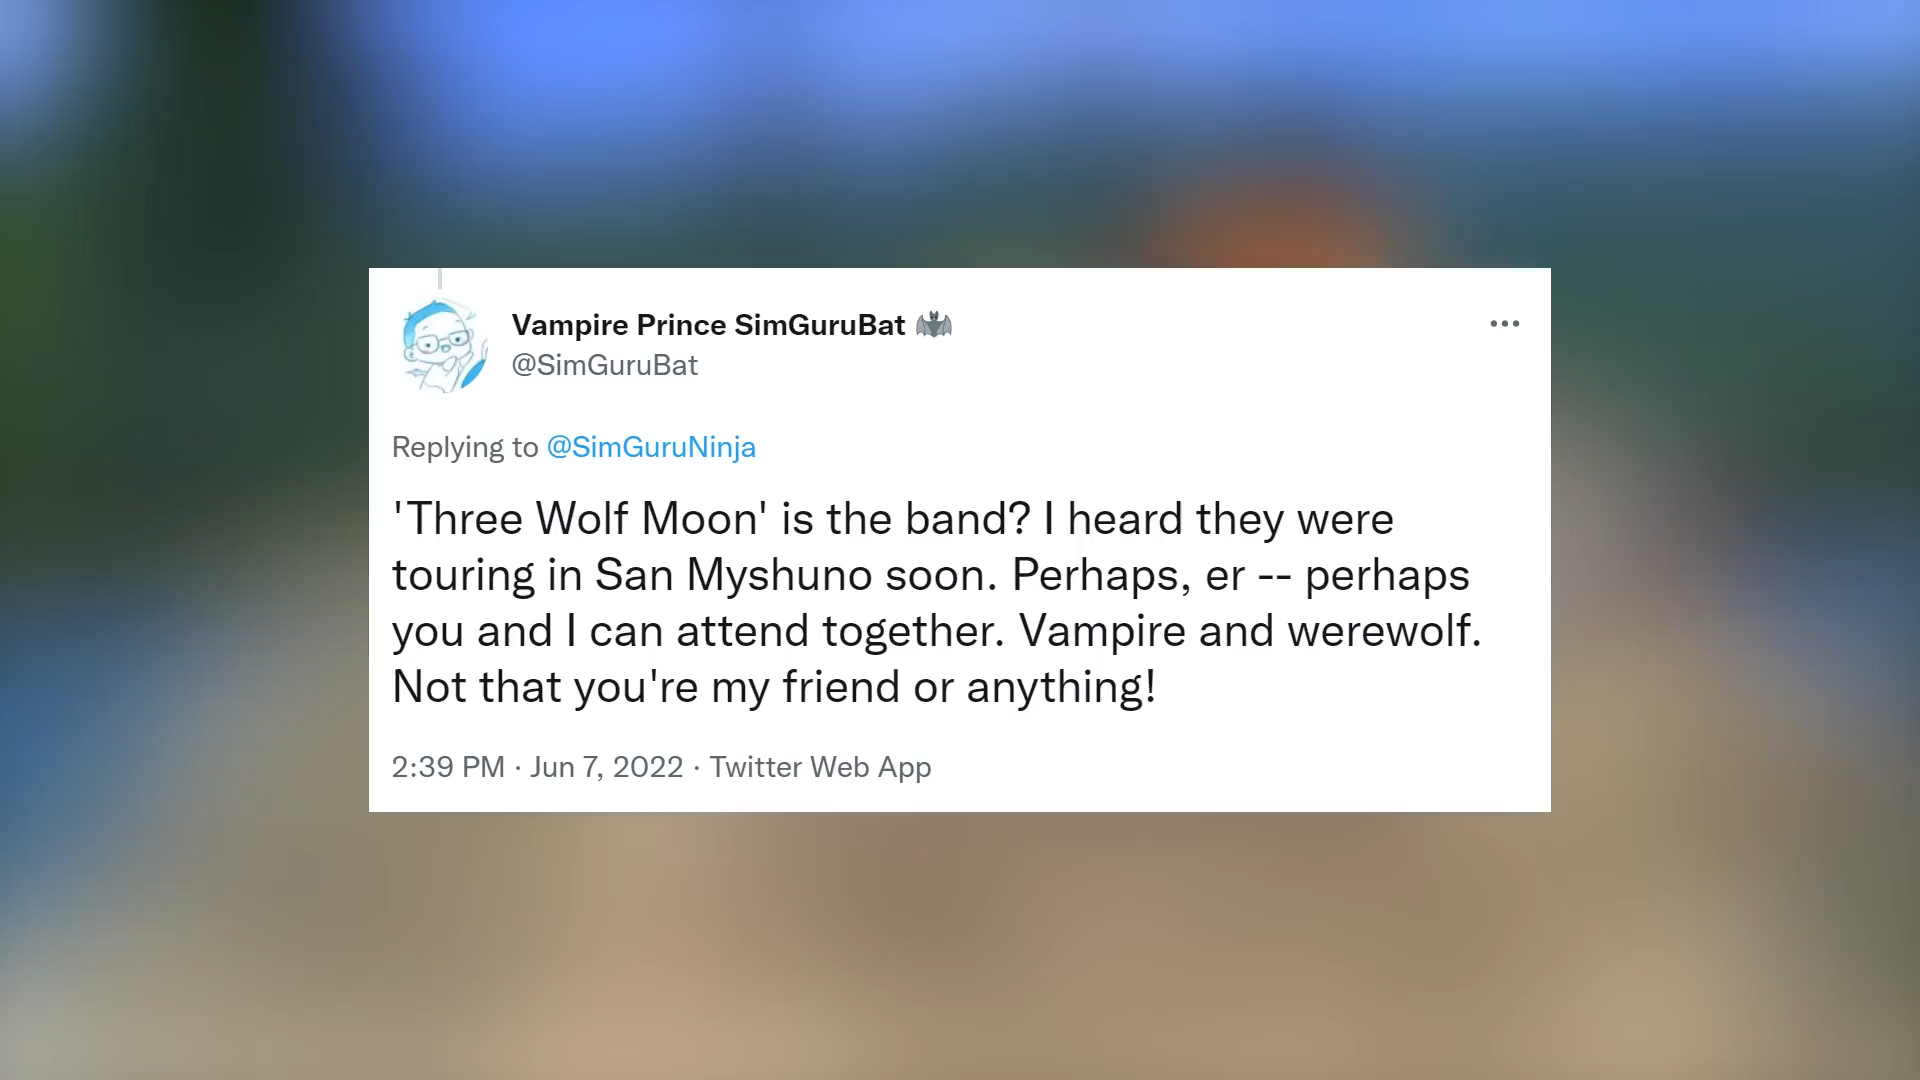 Vampire Prince SimGuruBat 🦇
@SimGuruBat
Replying to @SimGuruNinja
'Three Wolf Moon' is the band? I heard they were
touring in San Myshuno soon. Perhaps, er -- perhaps
you and I can attend together. Vampire and werewolf.
Not that you're my friend or anything!
2:39 PM · Jun 7, 2022 · Twitter Web App